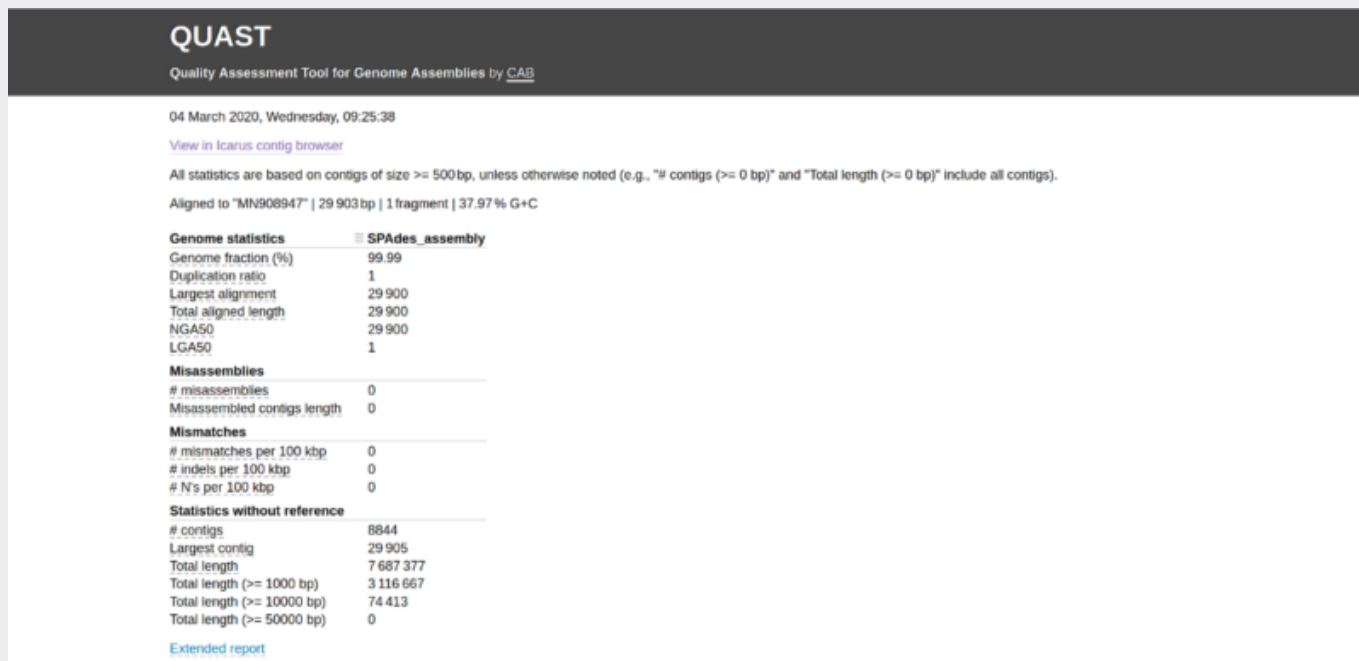 QUAST
Quality Assessment Tool for Genome Assemblies by CAB
04 March 2020, Wednesday, 09:25:38
View in Icarus contig browser
All statistics are based on contigs of size >= 500 bp, unless otherwise noted (e.g., "# contigs (>= 0 bp)" and "Total length (>= 0 bp)" include all contigs).
Aligned to "MN908947" | 29 903 bp | 1 fragment | 37.97 % G+C
Genome statistics SPAdes_assembly
Genome fraction (%) 99.99
Duplication ratio 1
Largest alignment 29 900
Total aligned length 29 900
NGA50 29 900
LGA50 1
Misassemblies
# misassemblies 0
Misassembled contigs length 0
Mismatches
# mismatches per 100 kbp 0
# indels per 100 kbp 0
# N's per 100 kbp 0
Statistics without reference
# contigs 8844
Largest contig 29 905
Total length 7 687 377
Total length (>= 1000 bp) 3 116 667
Total length (>= 10000 bp) 74 413
Total length (>= 50000 bp) 0
Extended report